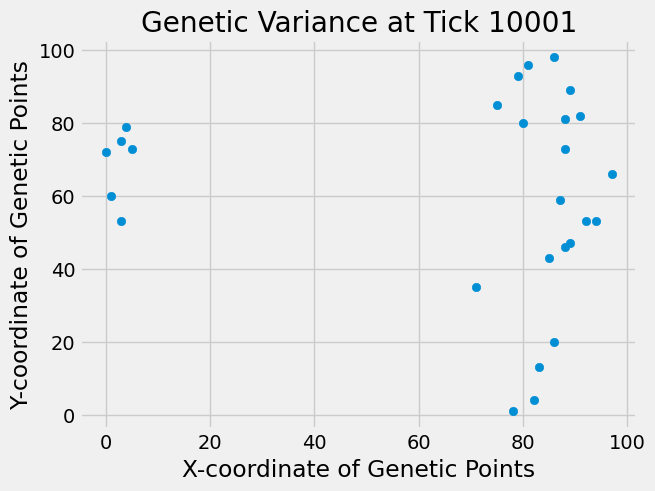 Genetic Variance at Tick 10001
Y-coordinate of Genetic Points
100
80
60
40
20
0
0 20 40 60 80 100
X-coordinate of Genetic Points